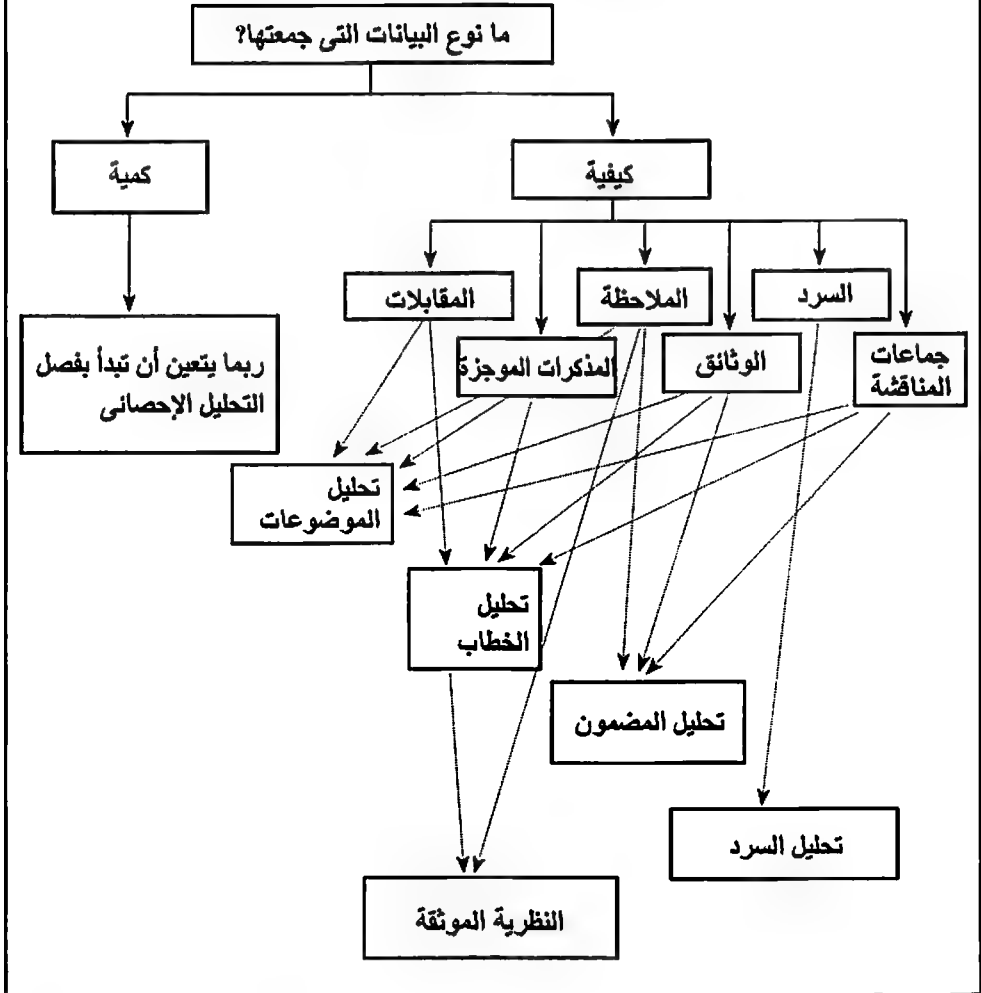 ما نوع البيانات التى جمعتها؟
كمية
كيفية
المقابلات
الملاحظة
السرد
المذكرات الموجزة
الوثائق
جماعات
المناقشة
ربما يتعين أن تبدأ بفصل
التحليل الإحصائى
تحليل
الموضوعات
تحليل
الخطاب
تحليل المضمون
تحليل السرد
النظرية الموثقة